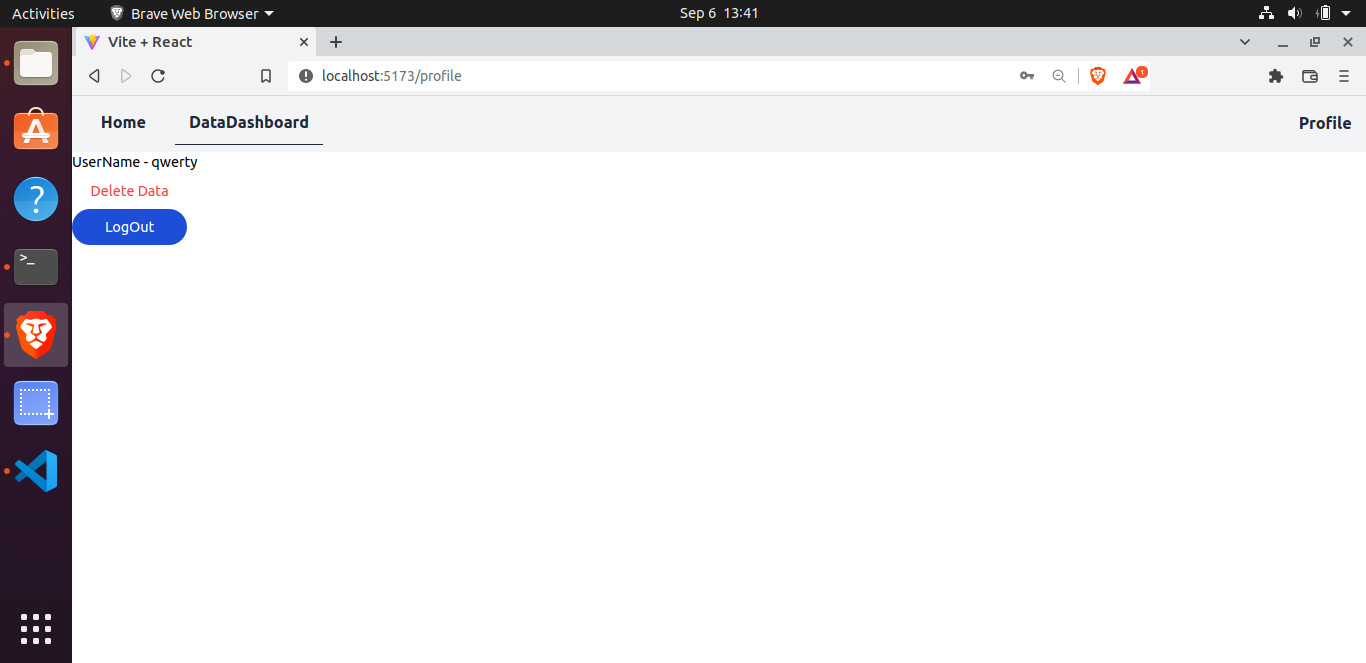 Activities Brave Web Browser Sep 6 13:41
Vite + React
localhost:5173/profile 1
Home DataDashboard Profile
UserName - qwerty
Delete Data
LogOut